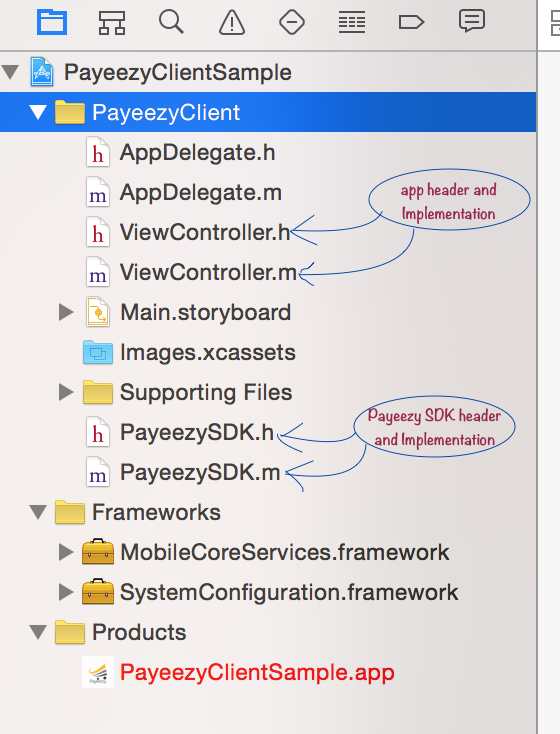 PayeezyClientSample
PayeezyClient
AppDelegate.h
AppDelegate.m
app header and
Implementation
ViewController.h
ViewController.m
Main.storyboard
Images.xcassets
Supporting Files
Payeezy SDK header
and Implementation
PayeezySDK.h
PayeezySDK.m
Frameworks
MobileCoreServices.framework
SystemConfiguration.framework
Products
PayeezyClientSample.app